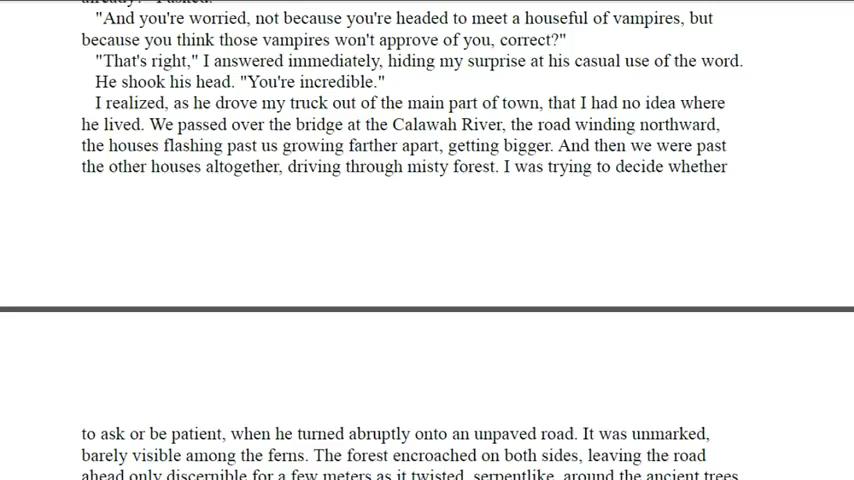 already?" I asked.
"And you're worried, not because you're headed to meet a houseful of vampires, but
because you think those vampires won't approve of you, correct?"
"That's right," I answered immediately, hiding my surprise at his casual use of the word.
He shook his head. "You're incredible."
I realized, as he drove my truck out of the main part of town, that I had no idea where
he lived. We passed over the bridge at the Calawah River, the road winding northward,
the houses flashing past us growing farther apart, getting bigger. And then we were past
the other houses altogether, driving through misty forest. I was trying to decide whether
to ask or be patient, when he turned abruptly onto an unpaved road. It was unmarked,
barely visible among the ferns. The forest encroached on both sides, leaving the road
ahead only discernible for a few meters as it twisted, serpentlike, around the ancient trees.